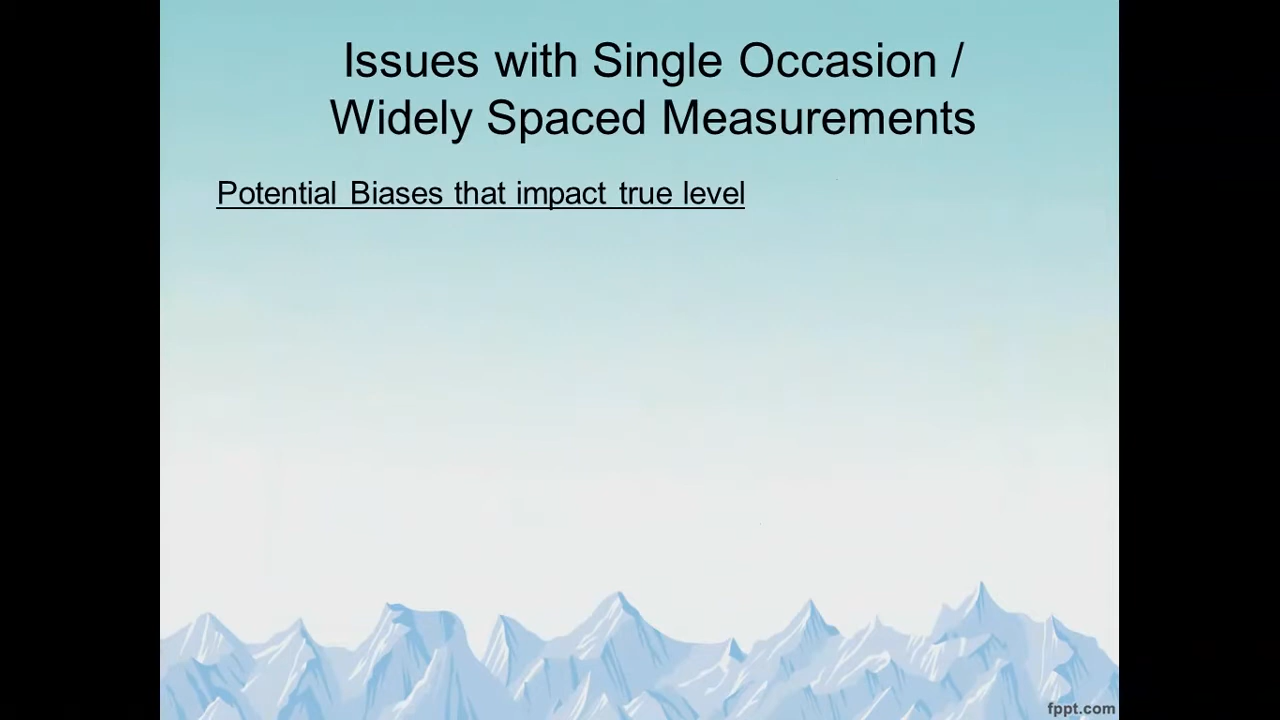 Issues with Single Occasion /
Widely Spaced Measurements
Potential Biases that impact true level
fppt.com